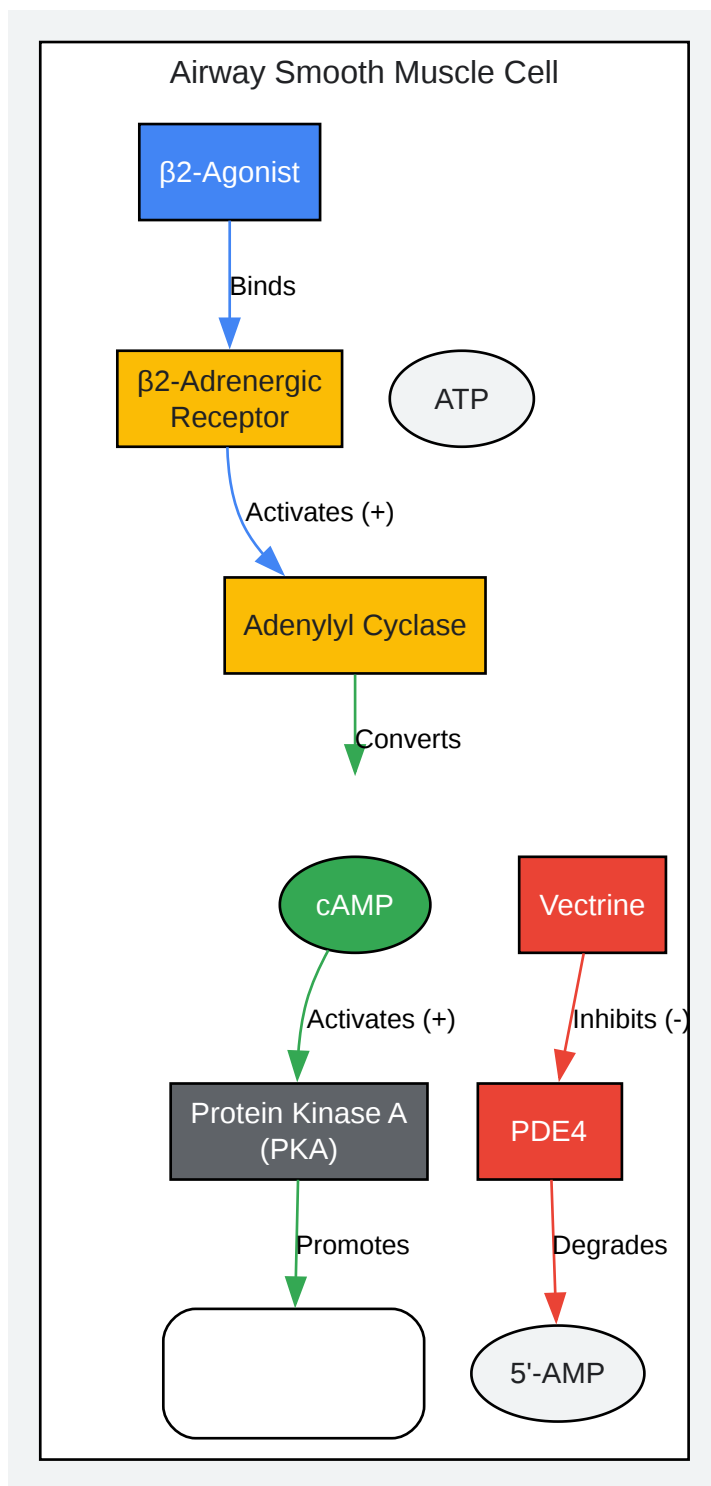 Airway Smooth Muscle Cell
β2-Agonist
Binds
β2-Adrenergic
Receptor
ATP
Activates (+)
Adenylyl Cyclase
Converts
cAMP
Vectrine
Activates (+)
Inhibits (-)
Protein Kinase A
(PKA)
PDE4
Promotes
Degrades
5'-AMP